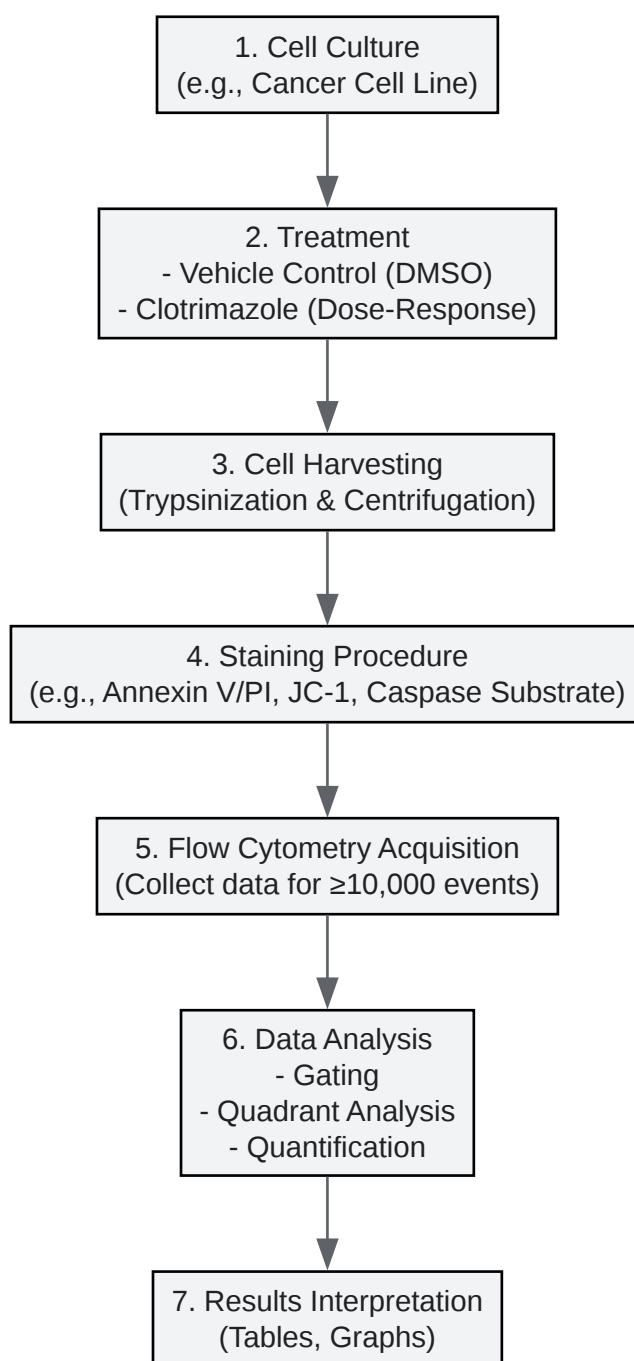 1. Cell Culture
(e.g., Cancer Cell Line)
2. Treatment
- Vehicle Control (DMSO)
- Clotrimazole (Dose-Response)
3. Cell Harvesting
(Trypsinization & Centrifugation)
4. Staining Procedure
(e.g., Annexin V/PI, JC-1, Caspase Substrate)
5. Flow Cytometry Acquisition
(Collect data for ≥10,000 events)
6. Data Analysis
- Gating
- Quadrant Analysis
- Quantification
7. Results Interpretation
(Tables, Graphs)